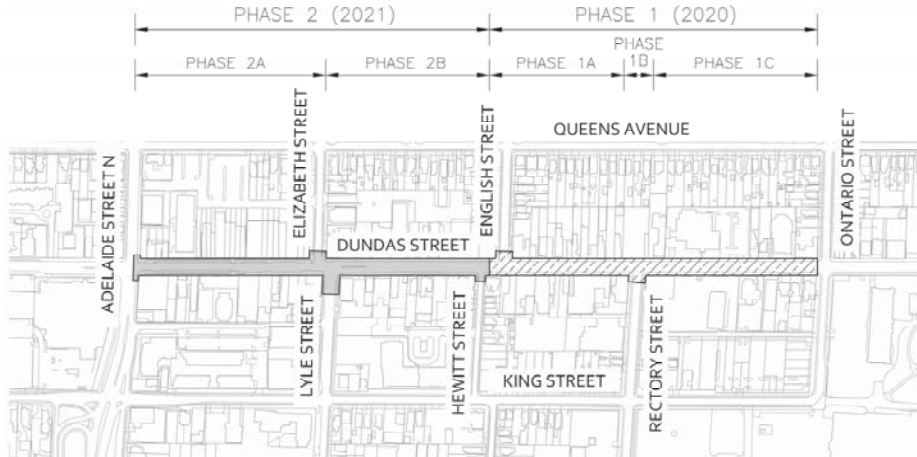 PHASE 2 (2021)
PHASE 1 (2020)
PHASE 2A
PHASE 2B
PHASE 1A
PHASE
1B
PHASE 1C
ADELAIDE STREET N
ELIZABETH STREET
ENGLISH STREET
QUEENS AVENUE
ONTARIO STREET
DUNDAS STREET
LYLE STREET
HEWITT STREET
KING STREET
RECTORY STREET